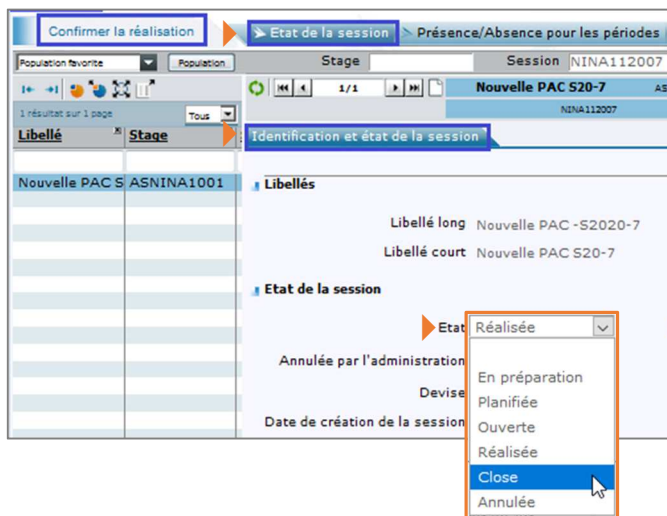 Confirmer la réalisation
Etat de la session
Présence/Absence pour les périodes
Population favorite
Population
Stage
Session NINA112007
1/1
Nouvelle PAC S20-7
AS
1 résultat sur 1 page
Tous
NINA112007
Libellé
Stage
Identification et état de la session
Nouvelle PAC S
ASNINA1001
Libellés
Libellé long Nouvelle PAC -S2020-7
Libellé court Nouvelle PAC S20-7
Etat de la session
Etat Réalisée
Annulée par l'administration
En préparation
Devise
Planifiée
Date de création de la session
Ouverte
Réalisée
Close
Annulée